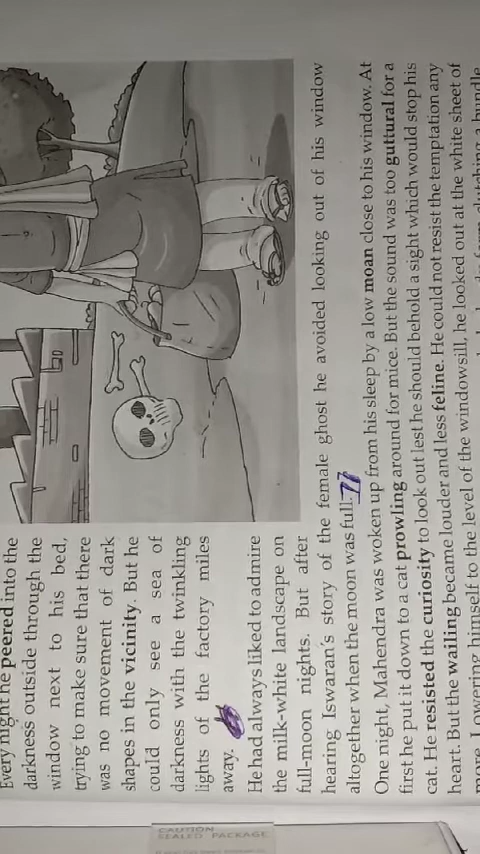 Every night he peered into the
darkness outside through the
window next to his bed,
trying to make sure that there
was no movement of dark
shapes in the vicinity. But he
could only see a sea of
darkness with the twinkling
lights of the factory miles
away.
He had always liked to admire
the milk-white landscape on
full-moon nights. But after
hearing Iswaran's story of the female ghost he avoided looking out of his window
altogether when the moon was full.
One night, Mahendra was woken up from his sleep by a low moan close to his window. At
first he put it down to a cat prowling around for mice. But the sound was too guttural for a
cat. He resisted the curiosity to look out lest he should behold a sight which would stop his
heart. But the wailing became louder and less feline. He could not resist the temptation any
more. Lowering himself to the level of the windowsill, he looked out at the white sheet of
clutching a bundle
CAUTION
SEALED PACKAGE